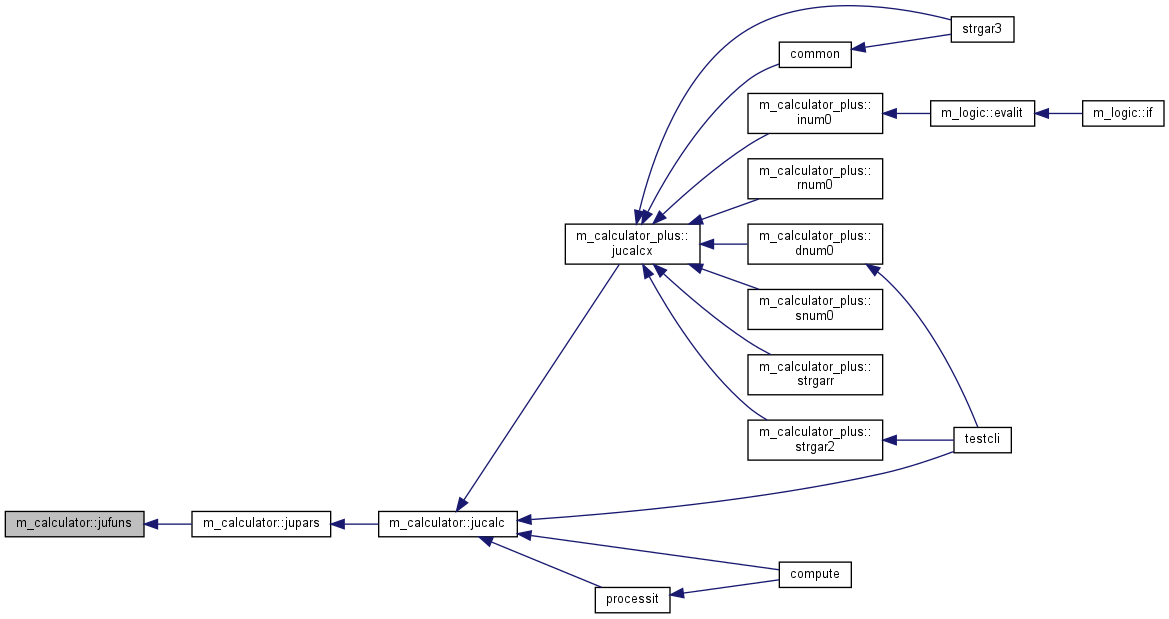 strgar3
common
m_calculator_plus::
inum0
m_logic::evalit
m_logic::if
m_calculator_plus::
rnum0
m_calculator_plus::
jucalcx
m_calculator_plus::
dnum0
m_calculator_plus::
snum0
m_calculator_plus::
strgarr
m_calculator_plus::
strgar2
testcli
m_calculator::jufuns
m_calculator::jupars
m_calculator::jucalc
compute
processit